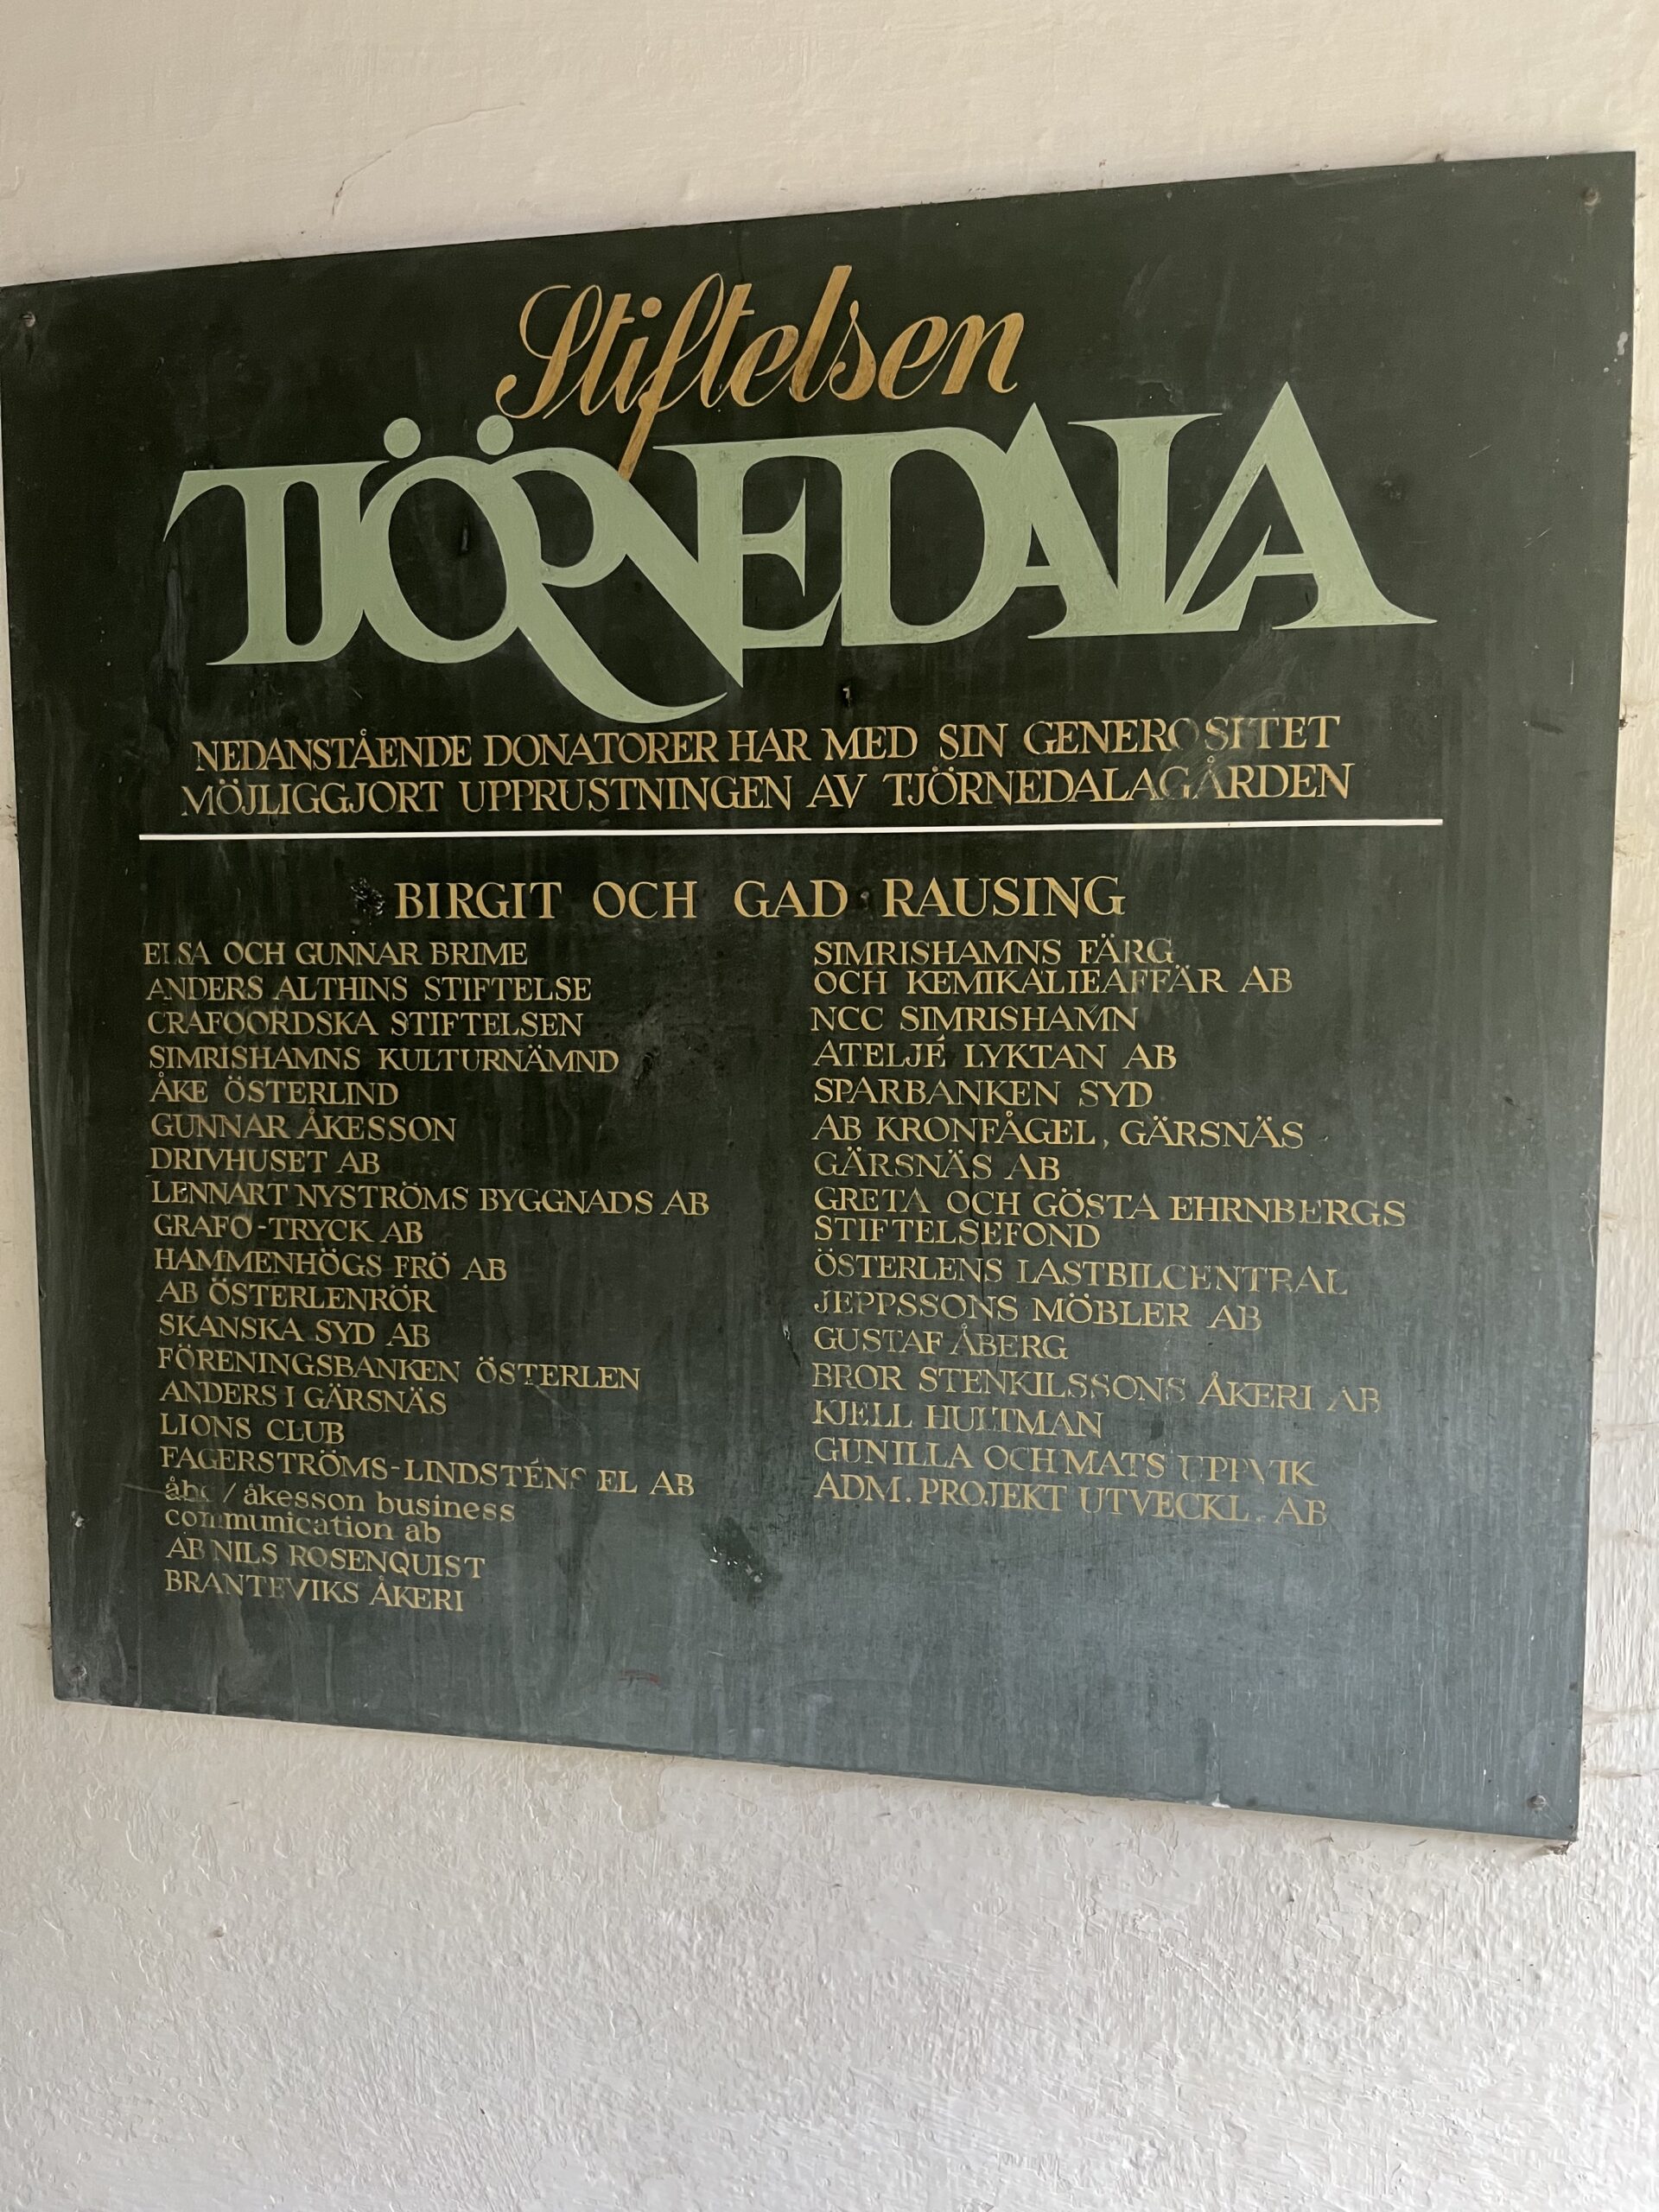 Stiftelsen
TJÖRNEDALA
NEDANSTÅENDE DONATORER HAR MED SIN GENEROSITET
MÖJLIGGJORT UPPRUSTNINGEN AV TJÖRNEDALAGÅRDEN
BIRGIT OCH GAD RAUSING
ELSA OCH GUNNAR BRIME
ANDERS ALTHINS STIFTELSE
CRAFOORDSKA STIFTELSEN
SIMRISHAMNS KULTURNÄMND
ÅKE ÖSTERLIND
GUNNAR ÅKESSON
DRIVHUSET AB
LENNART NYSTRÖMS BYGGNADS AB
GRAFO-TRYCK AB
HAMMENHÖGS FRÖ AB
AB ÖSTERLENRÖR
SKANSKA SYD AB
FÖRENINGSBANKEN ÖSTERLEN
ANDERS I GÄRSNÄS
LIONS CLUB
FAGERSTRÖMS-LINDSTÉNS EL AB
åbc / åkesson business
communication ab
AB NILS ROSENQUIST
BRANTEVIKS ÅKERI
SIMRISHAMNS FÄRG
OCH KEMIKALIEAFFÄR AB
NCC SIMRISHAMN
ATELJÉ LYKTAN AB
SPARBANKEN SYD
AB KRONFÅGEL, GÄRSNÄS
GÄRSNÄS AB
GRETA OCH GÖSTA EHRNBERGS
STIFTELSEFOND
ÖSTERLENS LASTBILCENTRAL
JEPPSSONS MÖBLER AB
GUSTAF ÅBERG
BROR STENKILSSONS ÅKERI AB
KJELL HULTMAN
GUNILLA OCH MATS UPPVIK
ADM. PROJEKT UTVECKL. AB